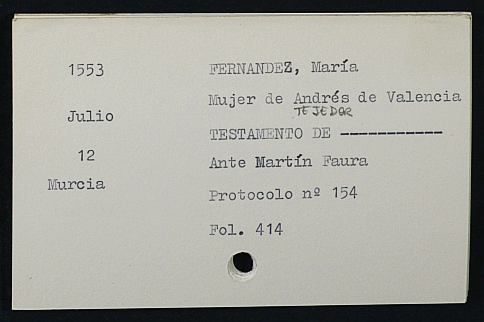 1553
FERNANDEZ, María
Mujer de Andrés de Valencia
TEJEDOR
Julio
TESTAMENTO DE -----------
12
Ante Martín Faura
Murcia
Protocolo nº 154
Fol. 414